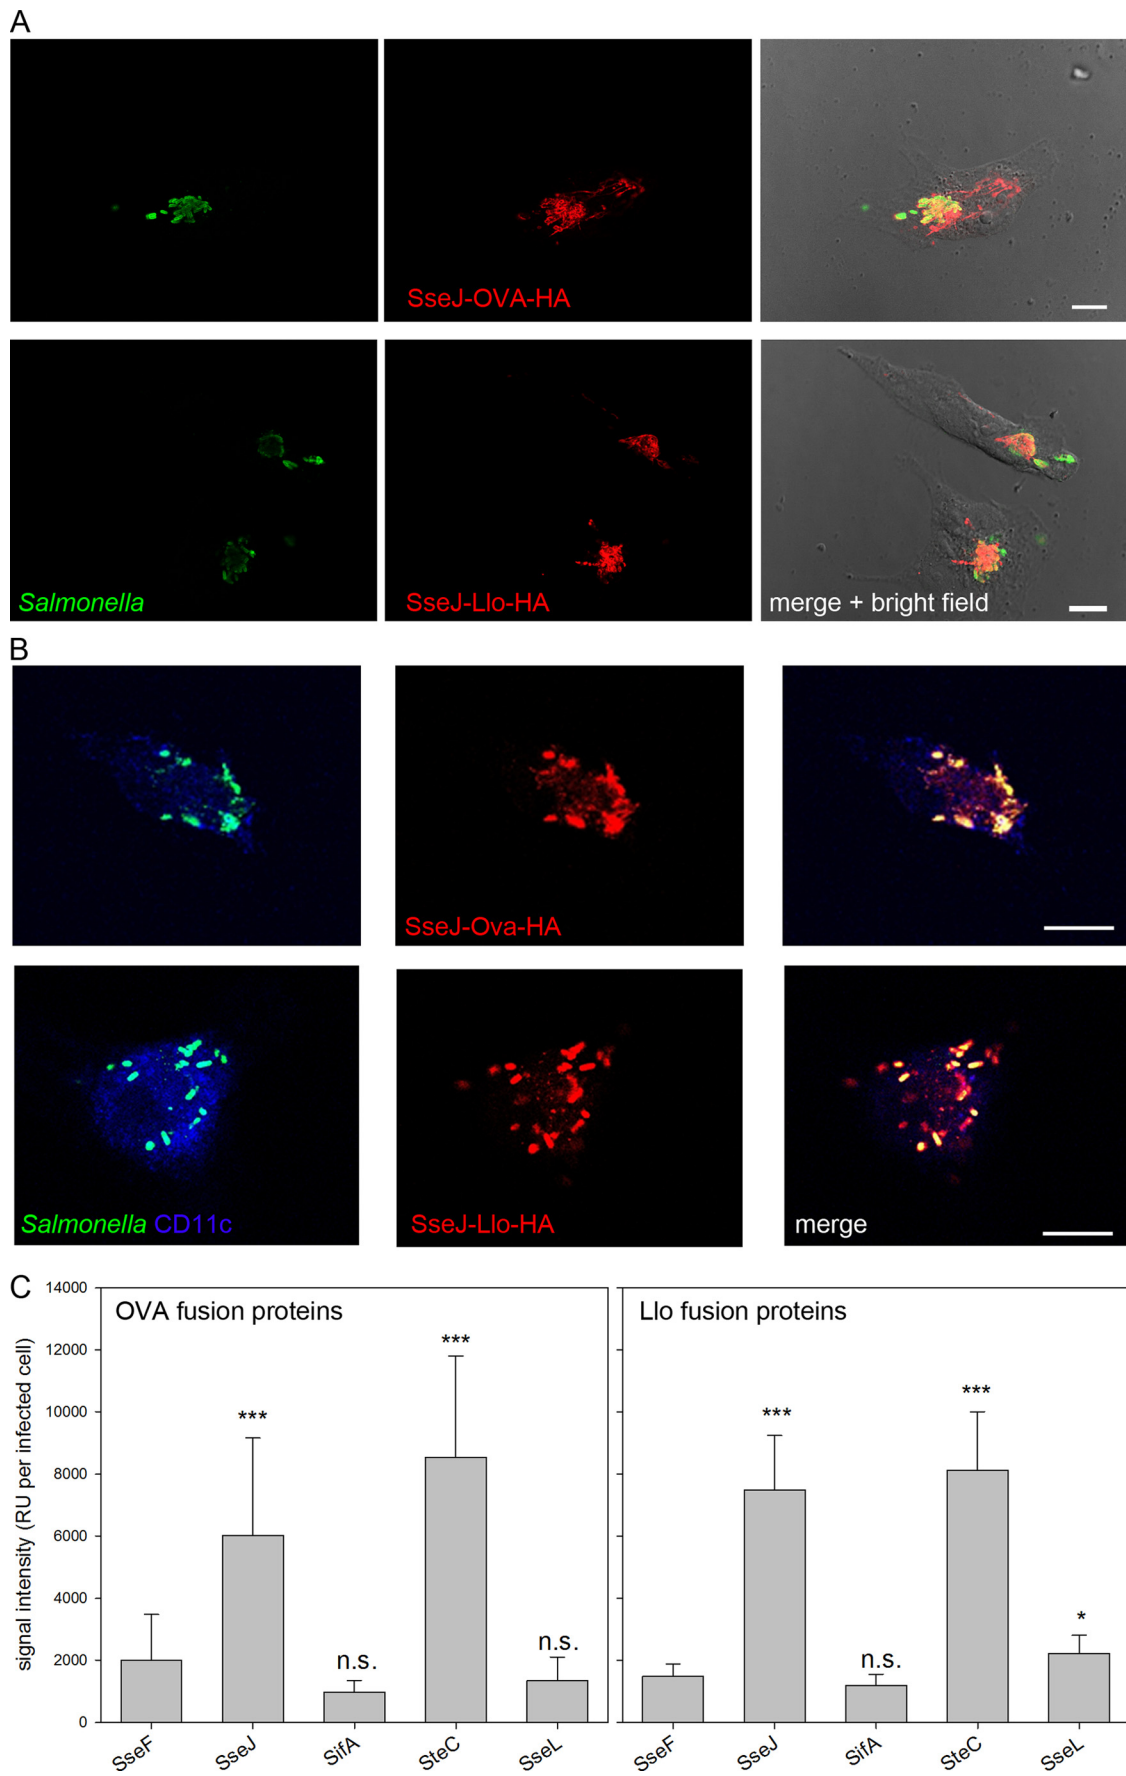 A
SseJ-OVA-HA
Salmonella
SseJ-Llo-HA
merge + bright field
B
SseJ-Ova-HA
Salmonella CD11c
SseJ-Llo-HA
merge
C
signal intensity (RU per infected cell)
14000
12000
10000
8000
6000
4000
2000
0
OVA fusion proteins
***
***
n.s.
n.s.
SseF
SseJ
SifA
SteC
SseL
Llo fusion proteins
***
***
n.s.
*
SseF
SseJ
SifA
SteC
SseL